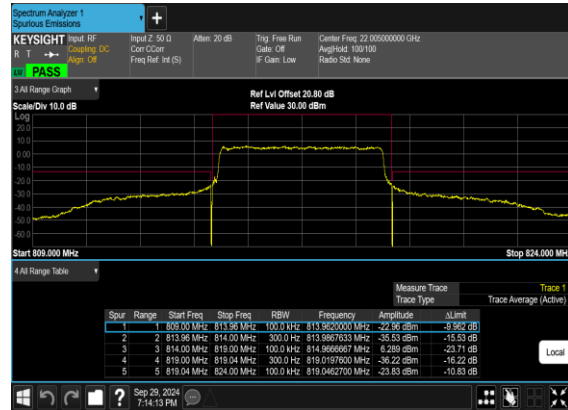 Spectrum Analyzer 1
Spurious Emissions
+
KEYSIGHT Input: RF Input Z: 50 Ω Atten: 20 dB Trig: Free Run Center Freq: 22.005000000 GHz
R T Coupling: DC Corr CCorr Gate: Off Avg|Hold: 100/100
Align: Off Freq Ref: Int (S) IF Gain: Low Radio Std: None
LW PASS
3 All Range Graph
Ref Lvl Offset 20.80 dB
Scale/Div 10.0 dB Ref Value 30.00 dBm
Log
20.0
10.0
0.00
-10.0
-20.0
-30.0
-40.0
-50.0
-60.0
Start 809.000 MHz Stop 824.000 MH
4 All Range Table
Measure Trace Trace 1
Trace Type Trace Average (Active)
Spur Range Start Freq Stop Freq RBW Frequency Amplitude ΔLimit
1 1 809.00 MHz 813.96 MHz 100.0 kHz 813.9620000 MHz -22.96 dBm -9.962 dB
2 2 813.96 MHz 814.00 MHz 300.0 Hz 813.9867633 MHz -35.53 dBm -15.53 dB
3 3 814.00 MHz 819.00 MHz 100.0 kHz 814.9666667 MHz 6.289 dBm -23.71 dB
4 4 819.00 MHz 819.04 MHz 300.0 Hz 819.0197600 MHz -36.22 dBm -16.22 dB
5 5 819.04 MHz 824.00 MHz 100.0 kHz 819.0462700 MHz -23.83 dBm -10.83 dB
Local
? Sep 29, 2024
7:14:13 PM